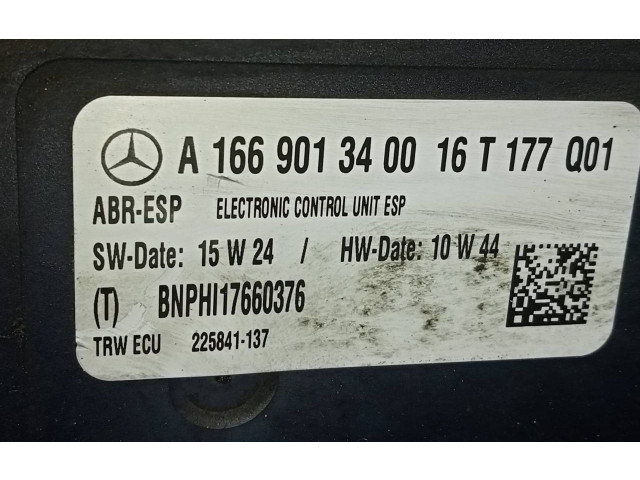 A 166 901 34 00 16 T 177 Q01
ABR-ESP ELECTRONIC CONTROL UNIT ESP
SW-Date: 15 W 24 / HW-Date: 10 W 44
(T) BNPHI17660376
TRW ECU 225841-137